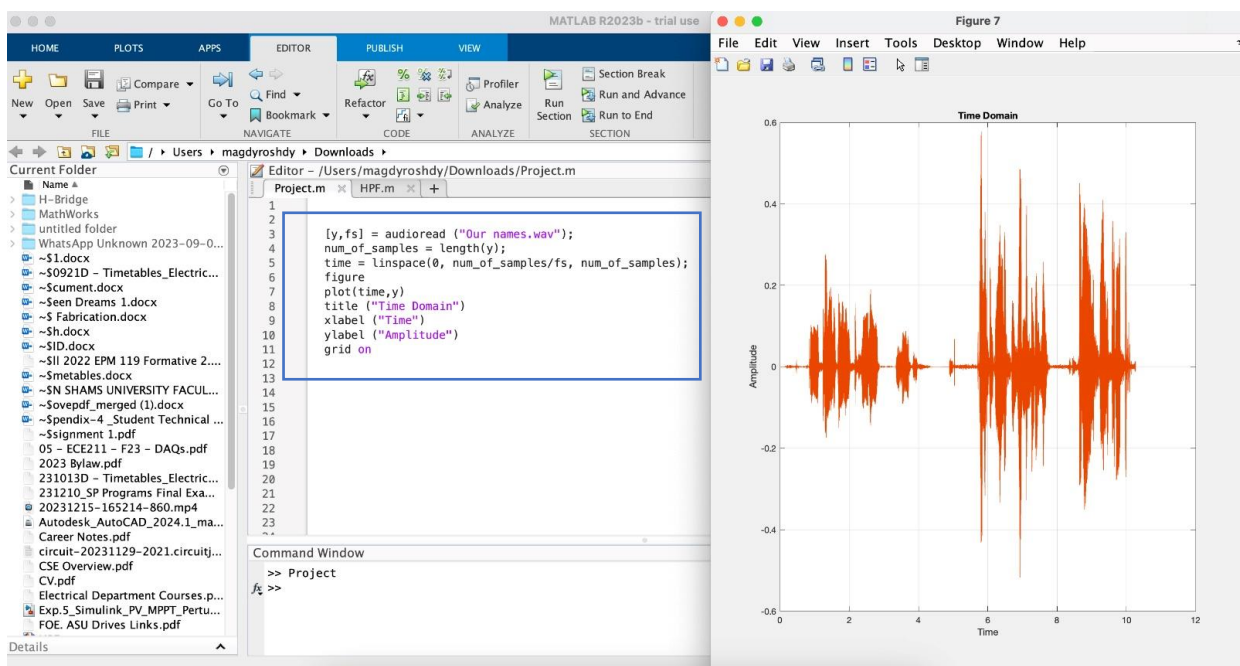 MATLAB R2023b - trial use
HOME PLOTS APPS EDITOR PUBLISH VIEW
New Open Save Compare Print Go To Find Bookmark Refactor Profiler Analyze Run Section Section Break Run and Advance Run to End
FILE NAVIGATE CODE ANALYZE SECTION
/ Users magdyroshdy Downloads
Current Folder
Name
H-Bridge
MathWorks
untitled folder
WhatsApp Unknown 2023-09-0...
~$1.docx
~$0921D - Timetables_Electric...
~$cument.docx
~$een Dreams 1.docx
~$ Fabrication.docx
~$h.docx
~$ID.docx
~$II 2022 EPM 119 Formative 2....
~$metables.docx
~$N SHAMS UNIVERSITY FACUL...
~$ovepdf_merged (1).docx
~$pendix-4 _Student Technical ...
~$signment 1.pdf
05 - ECE211 - F23 - DAQs.pdf
2023 Bylaw.pdf
231013D - Timetables_Electric...
231210_SP Programs Final Exa...
20231215-165214-860.mp4
Autodesk_AutoCAD_2024.1_ma...
Career Notes.pdf
circuit-20231129-2021.circuitj...
CSE Overview.pdf
CV.pdf
Electrical Department Courses.p...
Exp.5_Simulink_PV_MPPT_Pertu...
FOE. ASU Drives Links.pdf
Details
Editor - /Users/magdyroshdy/Downloads/Project.m
Project.m HPF.m +
1
2
3 [y,fs] = audioread ("Our names.wav");
4 num_of_samples = length(y);
5 time = linspace(0, num_of_samples/fs, num_of_samples);
6 figure
7 plot(time,y)
8 title ("Time Domain")
9 xlabel ("Time")
10 ylabel ("Amplitude")
11 grid on
12
13
14
15
16
17
18
19
20
21
22
23
Command Window
>> Project
fx >>
Figure 7
File Edit View Insert Tools Desktop Window Help
Time Domain
0.6
0.4
0.2
0
-0.2
-0.4
-0.6
Amplitude
0 2 4 6 8 10 12
Time